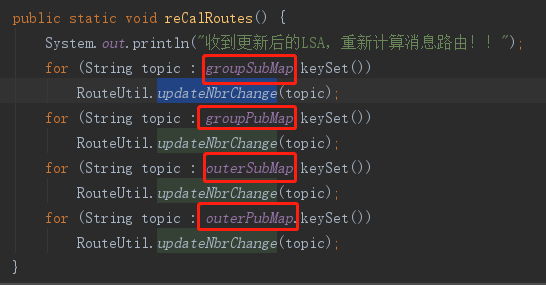 public static void reCalRoutes() {
System.out.println("收到更新后的LSA，重新计算消息路由！！");
for (String topic : groupSubMap.keySet())
RouteUtil.updateNbrChange(topic);
for (String topic : groupPubMap.keySet())
RouteUtil.updateNbrChange(topic);
for (String topic : outerSubMap.keySet())
RouteUtil.updateNbrChange(topic);
for (String topic : outerPubMap.keySet())
RouteUtil.updateNbrChange(topic);
}